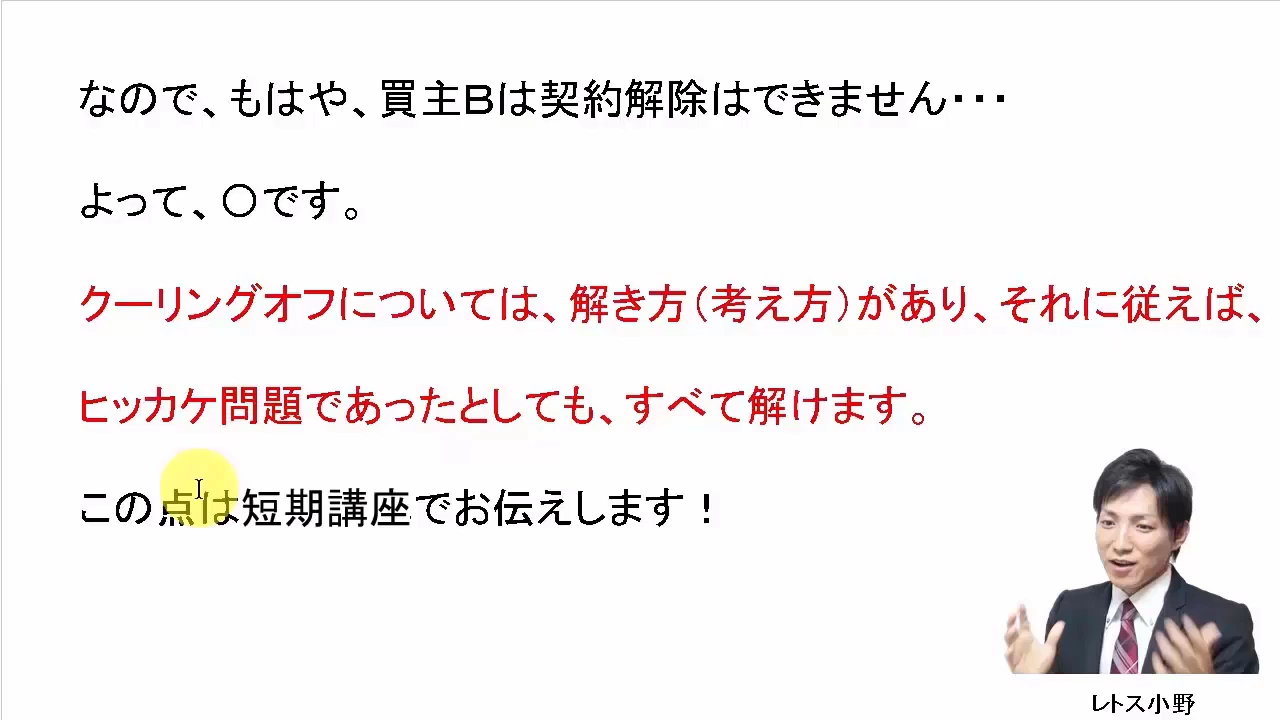 なので、もはや、買主Ｂは契約解除はできません・・・
よって、〇です。
クーリングオフについては、解き方（考え方）があり、それに従えば、
ヒッカケ問題であったとしても、すべて解けます。
この点は短期講座でお伝えします！
レトス小野